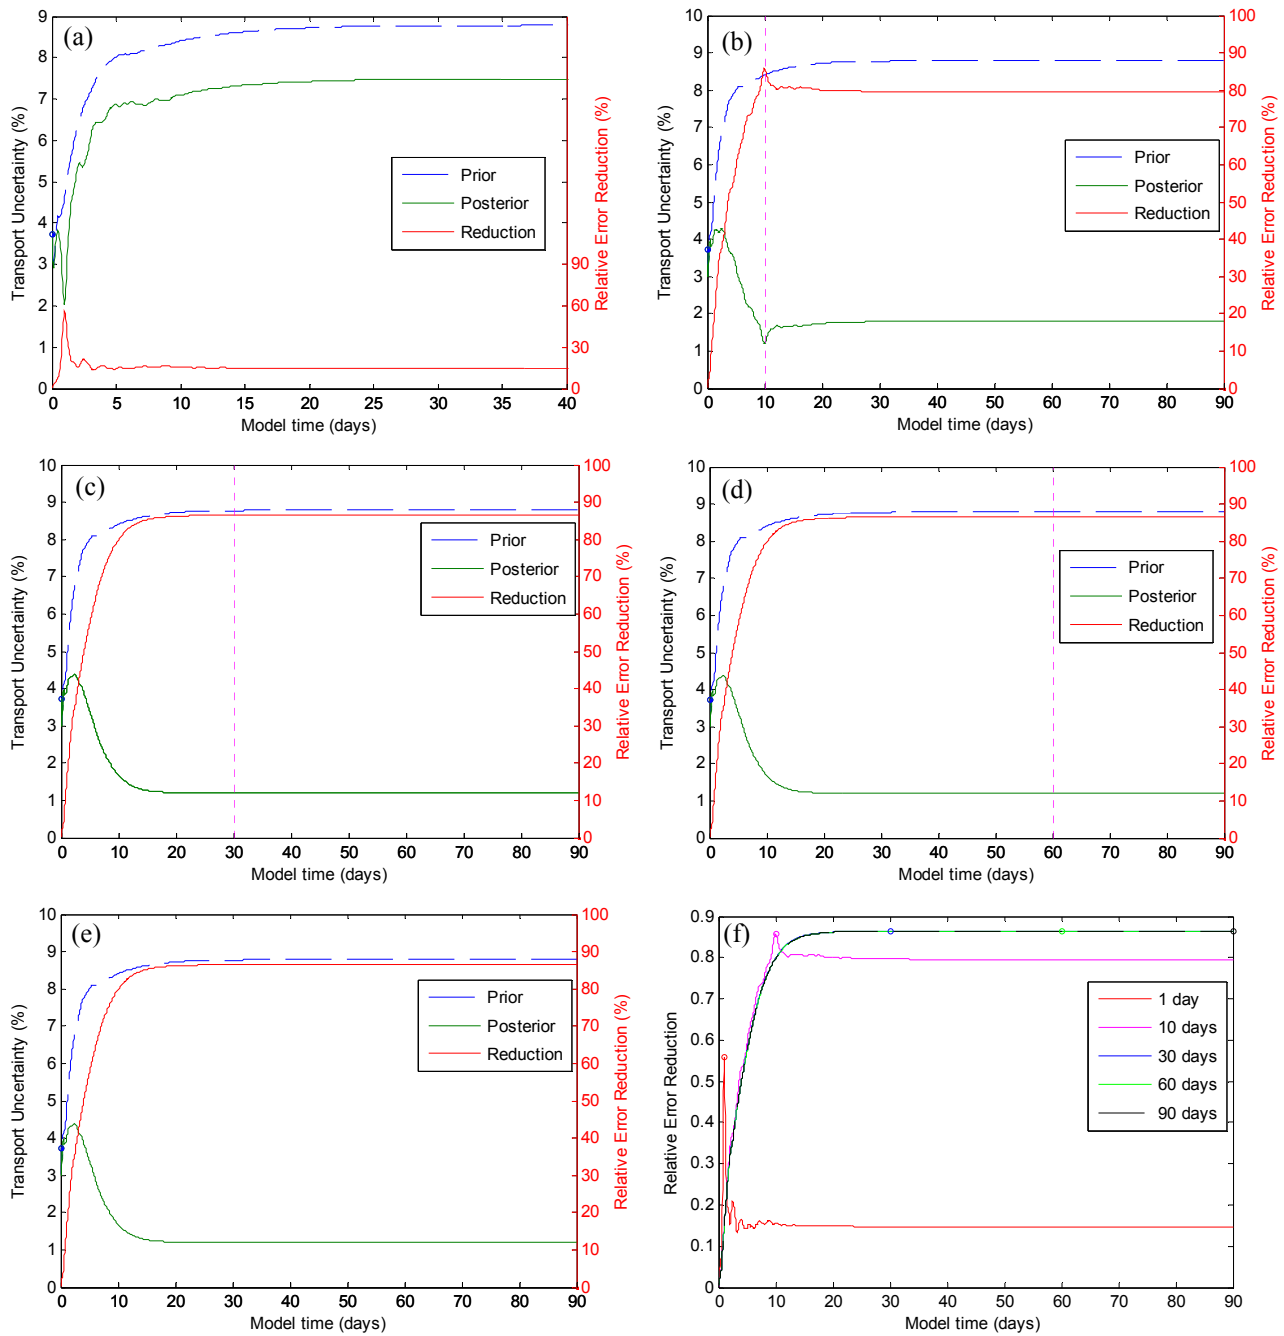 (a)
Transport Uncertainty (%)
9
8
7
6
5
4
3
2
1
0
Prior
Posterior
Reduction
90
60
30
0
Relative Error Reduction (%)
0 5 10 15 20 25 30 35 40
Model time (days)
(b)
Transport Uncertainty (%)
10
9
8
7
6
5
4
3
2
1
0
Prior
Posterior
Reduction
100
90
80
70
60
50
40
30
20
10
0
Relative Error Reduction (%)
0 10 20 30 40 50 60 70 80 90
Model time (days)
(c)
Transport Uncertainty (%)
10
9
8
7
6
5
4
3
2
1
0
Prior
Posterior
Reduction
100
90
80
70
60
50
40
30
20
10
0
Relative Error Reduction (%)
0 10 20 30 40 50 60 70 80 90
Model time (days)
(d)
Transport Uncertainty (%)
10
9
8
7
6
5
4
3
2
1
0
Prior
Posterior
Reduction
100
90
80
70
60
50
40
30
20
10
0
Relative Error Reduction (%)
0 10 20 30 40 50 60 70 80 90
Model time (days)
(e)
Transport Uncertainty (%)
10
9
8
7
6
5
4
3
2
1
0
Prior
Posterior
Reduction
100
90
80
70
60
50
40
30
20
10
0
Relative Error Reduction (%)
0 10 20 30 40 50 60 70 80 90
Model time (days)
(f)
Relative Error Reduction
0.9
0.8
0.7
0.6
0.5
0.4
0.3
0.2
0.1
0
1 day
10 days
30 days
60 days
90 days
0 10 20 30 40 50 60 70 80 90
Model time (days)